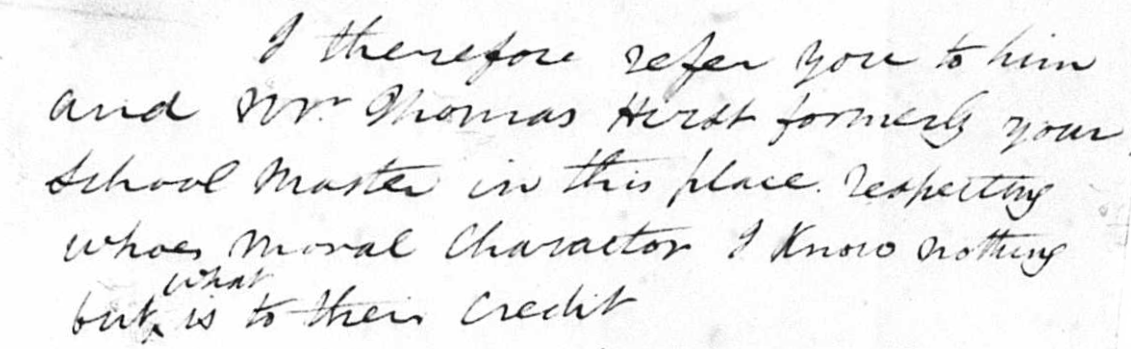 I therefore refer you to him
and Mr. Thomas Hirst formerly your
School Master in this place. respecting
whoes moral Character I Know nothing
but what is to their Credit